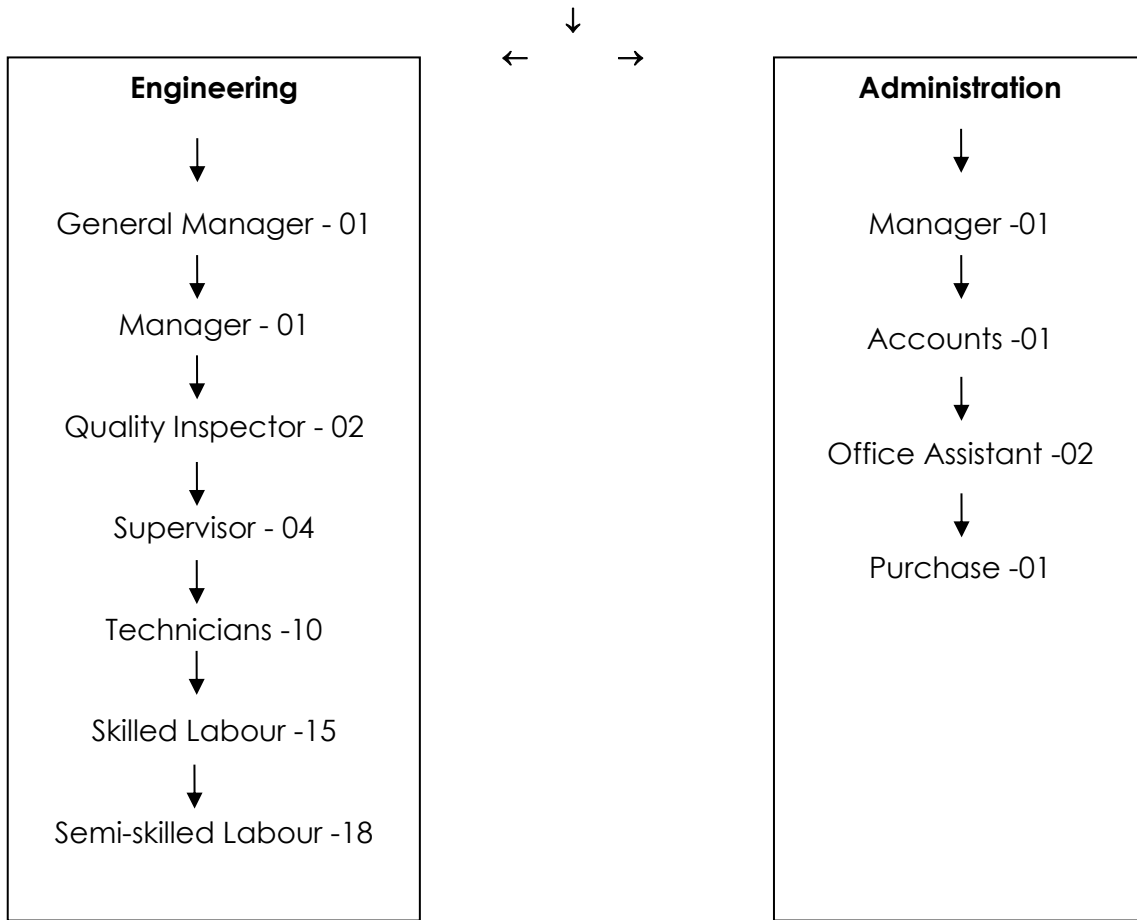 Engineering
General Manager - 01
Manager - 01
Quality Inspector - 02
Supervisor - 04
Technicians -10
Skilled Labour -15
Semi-skilled Labour -18
Administration
Manager -01
Accounts -01
Office Assistant -02
Purchase -01